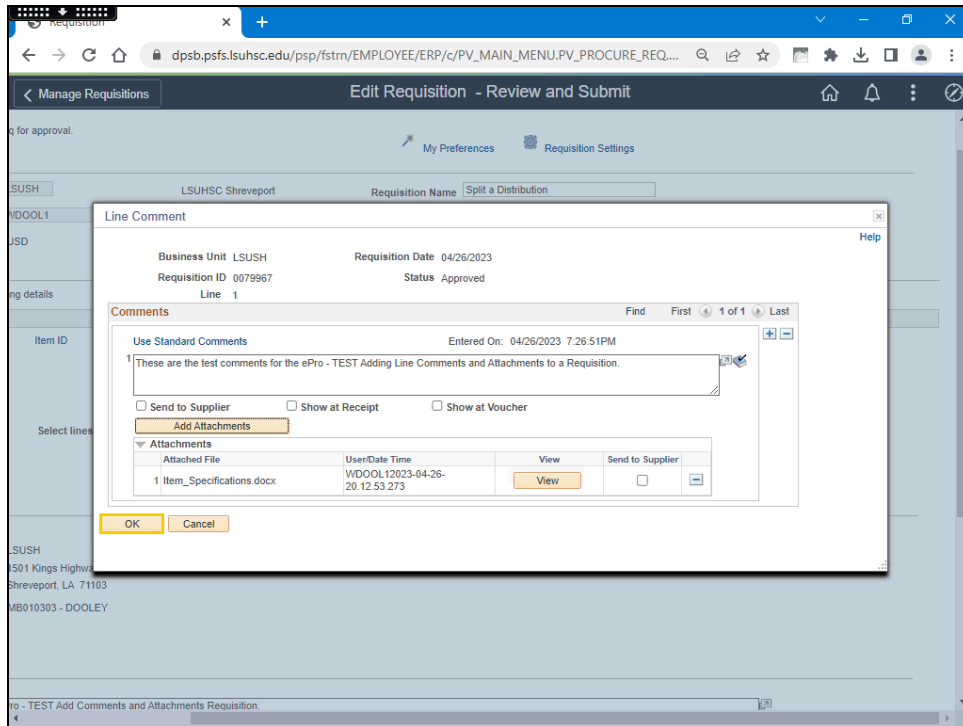 Requisition
dpsb.psfs.lsuhsc.edu/psp/fstrn/EMPLOYEE/ERP/c/PV_MAIN_MENU.PV_PROCURE_REQ....
Manage Requisitions
Edit Requisition - Review and Submit
q for approval.
My Preferences
Requisition Settings
LSUSH
LSUHSC Shreveport
Requisition Name Split a Distribution
WDOOL1
USD
ng details
Item ID
Select lines
LSUSH
1501 Kings Highwa
Shreveport, LA 71103
MB010303 - DOOLEY
Line Comment
Help
Business Unit LSUSH
Requisition Date 04/26/2023
Requisition ID 0079967
Status Approved
Line 1
Comments
Find First 1 of 1 Last
Use Standard Comments
Entered On: 04/26/2023 7:26:51PM
1 These are the test comments for the ePro - TEST Adding Line Comments and Attachments to a Requisition.
Send to Supplier Show at Receipt Show at Voucher
Add Attachments
Attachments
Attached File User/Date Time View Send to Supplier
1 Item_Specifications.docx WDOOL12023-04-26-
20.12.53.273 View
OK Cancel
ro - TEST Add Comments and Attachments Requisition.